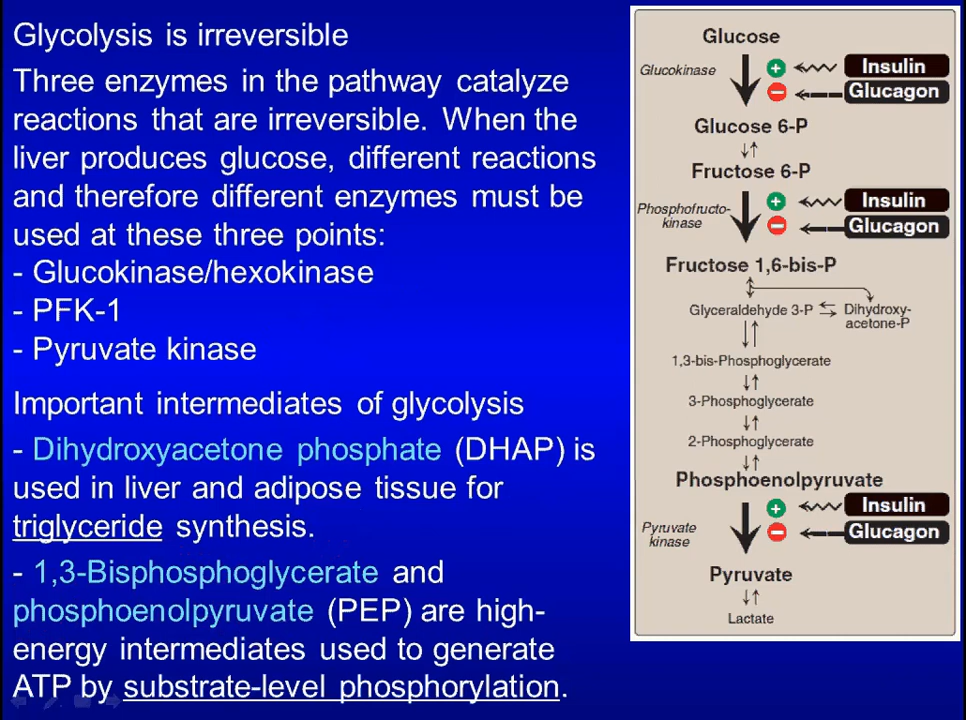 Glycolysis is irreversible
Three enzymes in the pathway catalyze
reactions that are irreversible. When the
liver produces glucose, different reactions
and therefore different enzymes must be
used at these three points:
- Glucokinase/hexokinase
- PFK-1
- Pyruvate kinase
Important intermediates of glycolysis
- Dihydroxyacetone phosphate (DHAP) is
used in liver and adipose tissue for
triglyceride synthesis.
- 1,3-Bisphosphoglycerate and
phosphoenolpyruvate (PEP) are high-
energy intermediates used to generate
ATP by substrate-level phosphorylation.
Glucose
Glucokinase
+ Insulin
− Glucagon
Glucose 6-P
Fructose 6-P
Phosphofructo-
kinase
+ Insulin
− Glucagon
Fructose 1,6-bis-P
Glyceraldehyde 3-P
Dihydroxy-
acetone-P
1,3-bis-Phosphoglycerate
3-Phosphoglycerate
2-Phosphoglycerate
Phosphoenolpyruvate
Pyruvate
kinase
+ Insulin
− Glucagon
Pyruvate
Lactate